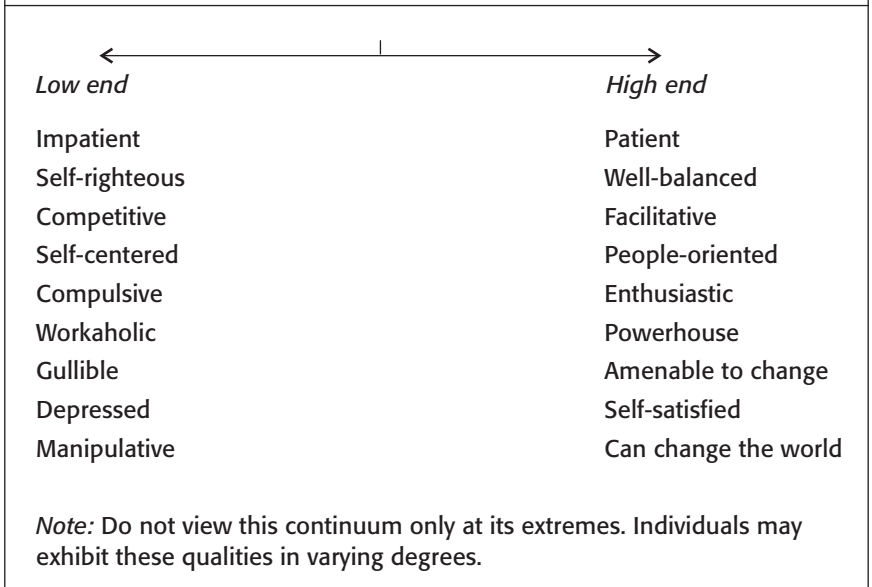 Low end High end
Impatient Patient
Self-righteous Well-balanced
Competitive Facilitative
Self-centered People-oriented
Compulsive Enthusiastic
Workaholic Powerhouse
Gullible Amenable to change
Depressed Self-satisfied
Manipulative Can change the world
Note: Do not view this continuum only at its extremes. Individuals may
exhibit these qualities in varying degrees.